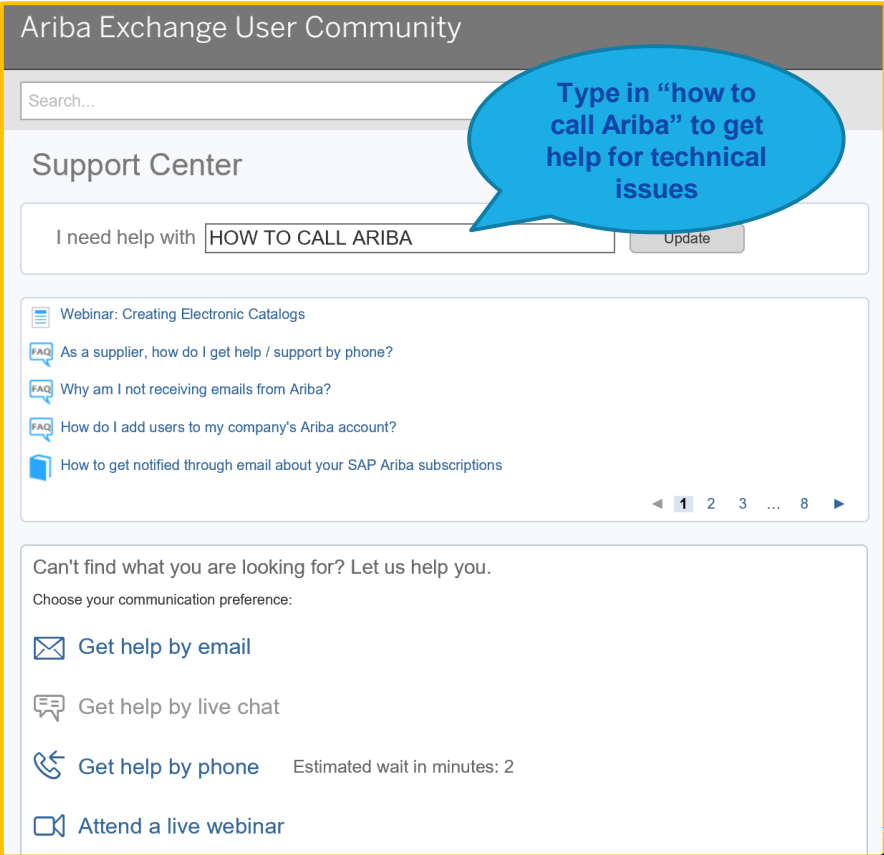 Ariba Exchange User Community
Search...
Type in “how to
call Ariba” to get
help for technical
issues
Support Center
I need help with HOW TO CALL ARIBA Update
Webinar: Creating Electronic Catalogs
FAQ As a supplier, how do I get help / support by phone?
FAQ Why am I not receiving emails from Ariba?
FAQ How do I add users to my company's Ariba account?
How to get notified through email about your SAP Ariba subscriptions
◄ 1 2 3 ... 8 ►
Can't find what you are looking for? Let us help you.
Choose your communication preference:
Get help by email
Get help by live chat
Get help by phone Estimated wait in minutes: 2
Attend a live webinar